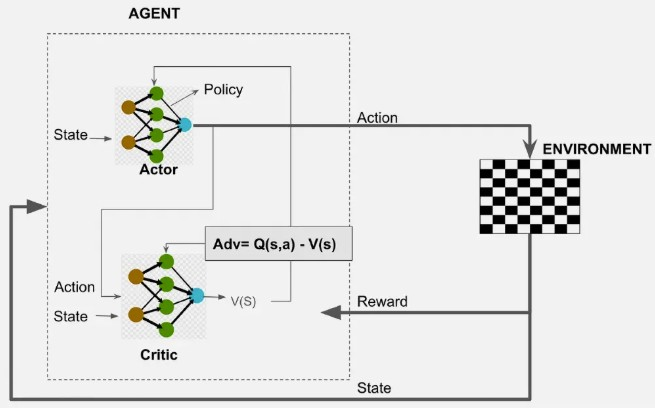 AGENT
Policy
Action
State
ENVIRONMENT
Actor
Adv= Q(s,a) - V(s)
Action
V(S)
Reward
State
Critic
State